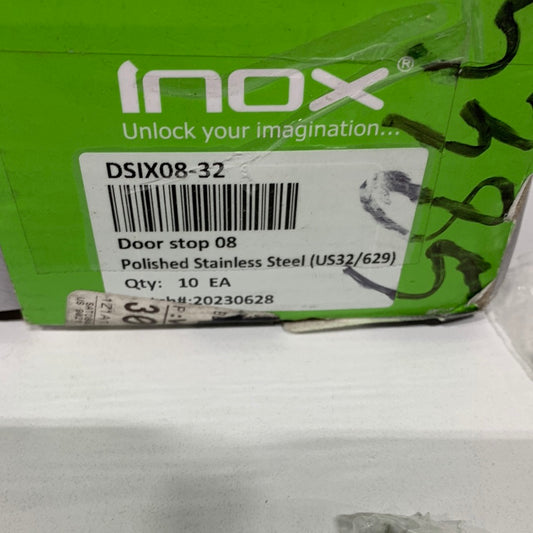 INOX®
Unlock your imagination...
DSIX08-32
Door stop 08
Polished Stainless Steel (US32/629)
Qty: 10 EA
#:20230628